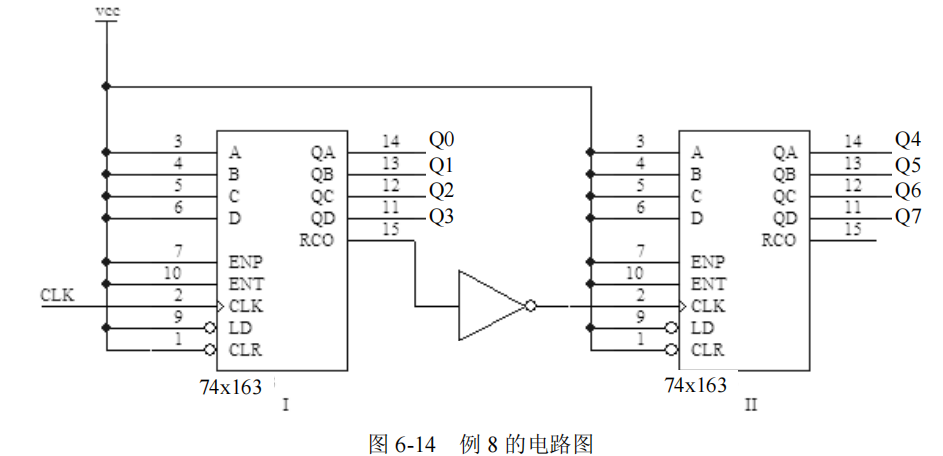 vcc
3 A QA 14 Q0
4 B QB 13 Q1
5 C QC 12 Q2
6 D QD 11 Q3
RCO 15
7 ENP
10 ENT
CLK 2 CLK
9 LD
1 CLR
74x163
I
3 A QA 14 Q4
4 B QB 13 Q5
5 C QC 12 Q6
6 D QD 11 Q7
RCO 15
7 ENP
10 ENT
2 CLK
9 LD
1 CLR
74x163
II
图 6-14 例 8 的电路图